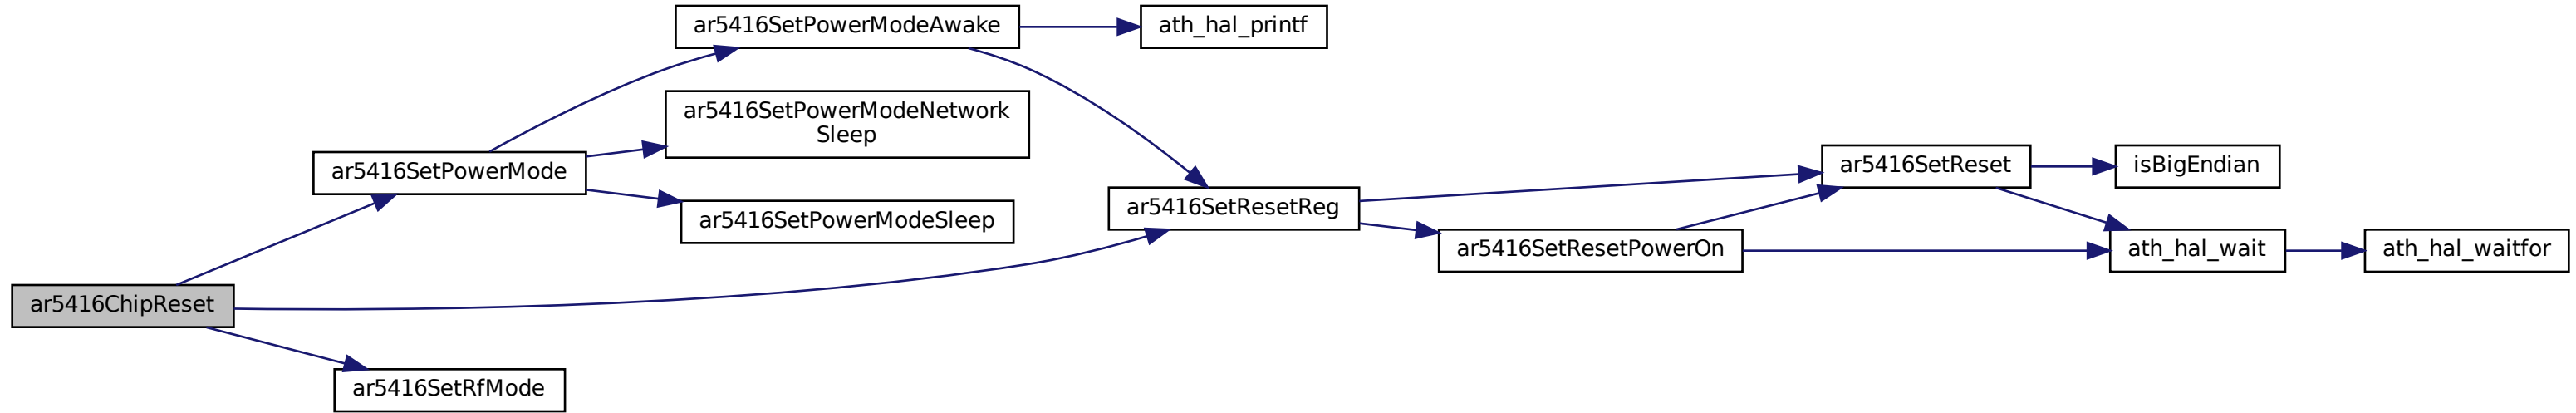 ar5416SetPowerModeAwake
ath_hal_printf
ar5416SetPowerModeNetwork
Sleep
ar5416SetPowerMode
ar5416SetReset
isBigEndian
ar5416SetPowerModeSleep
ar5416SetResetReg
ar5416SetResetPowerOn
ath_hal_wait
ath_hal_waitfor
ar5416ChipReset
ar5416SetRfMode